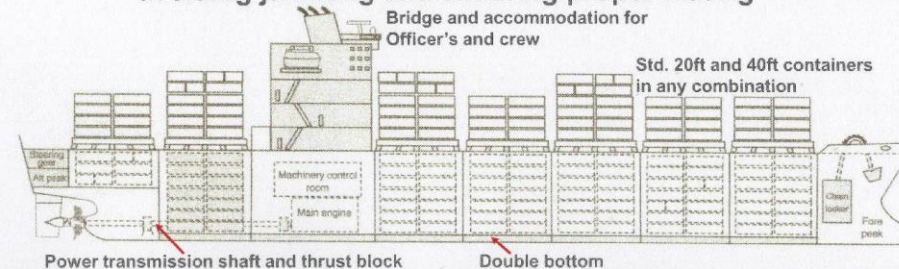 Bridge and accommodation for
Officer's and crew
Std. 20ft and 40ft containers
in any combination
Steering
gear
Aft peak
Machinery control
room
Main engine
Chain
locker
Fore
peak
Power transmission shaft and thrust block
Double bottom